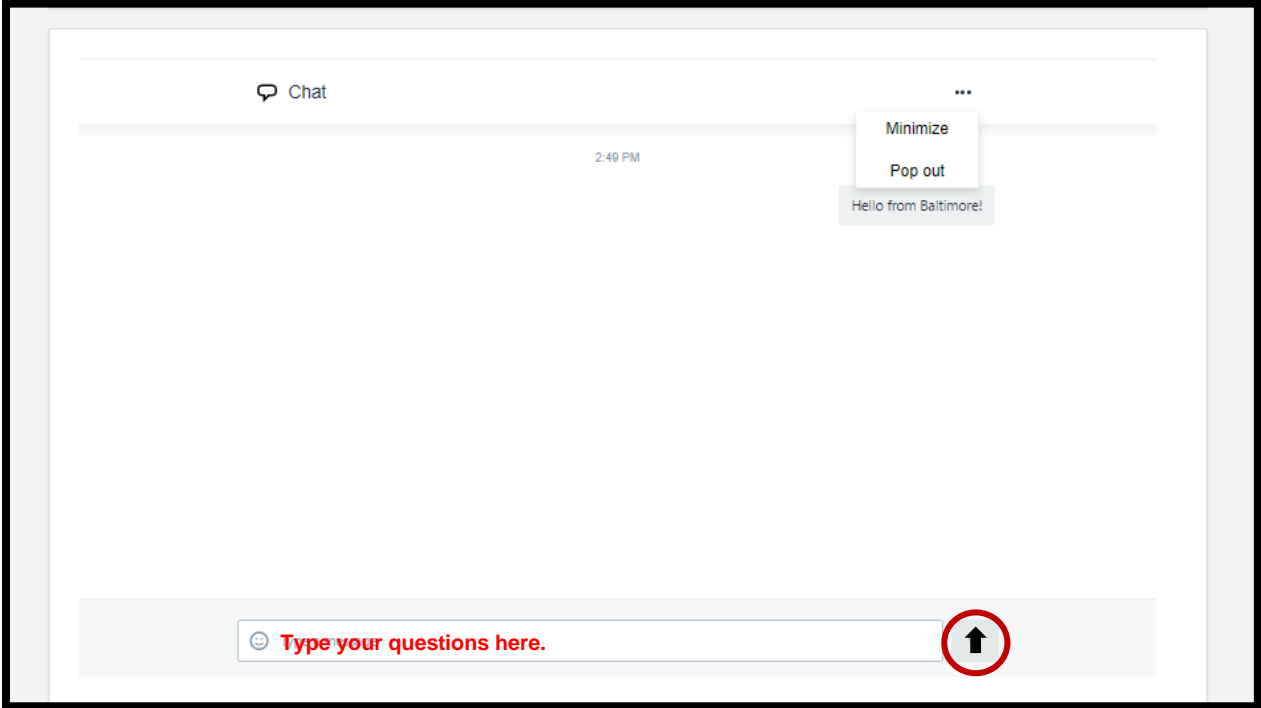 Chat
Minimize
2:49 PM
Pop out
Hello from Baltimore!
Type your questions here.